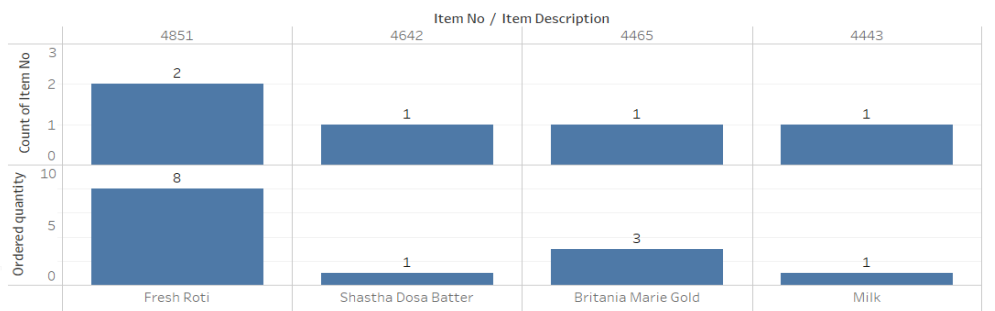 Item No / Item Description
4851 4642 4465 4443
Count of Item No
3
2
1
0
2 1 1 1
Ordered quantity
10
5
0
8 1 3 1
Fresh Roti Shastha Dosa Batter Britania Marie Gold Milk